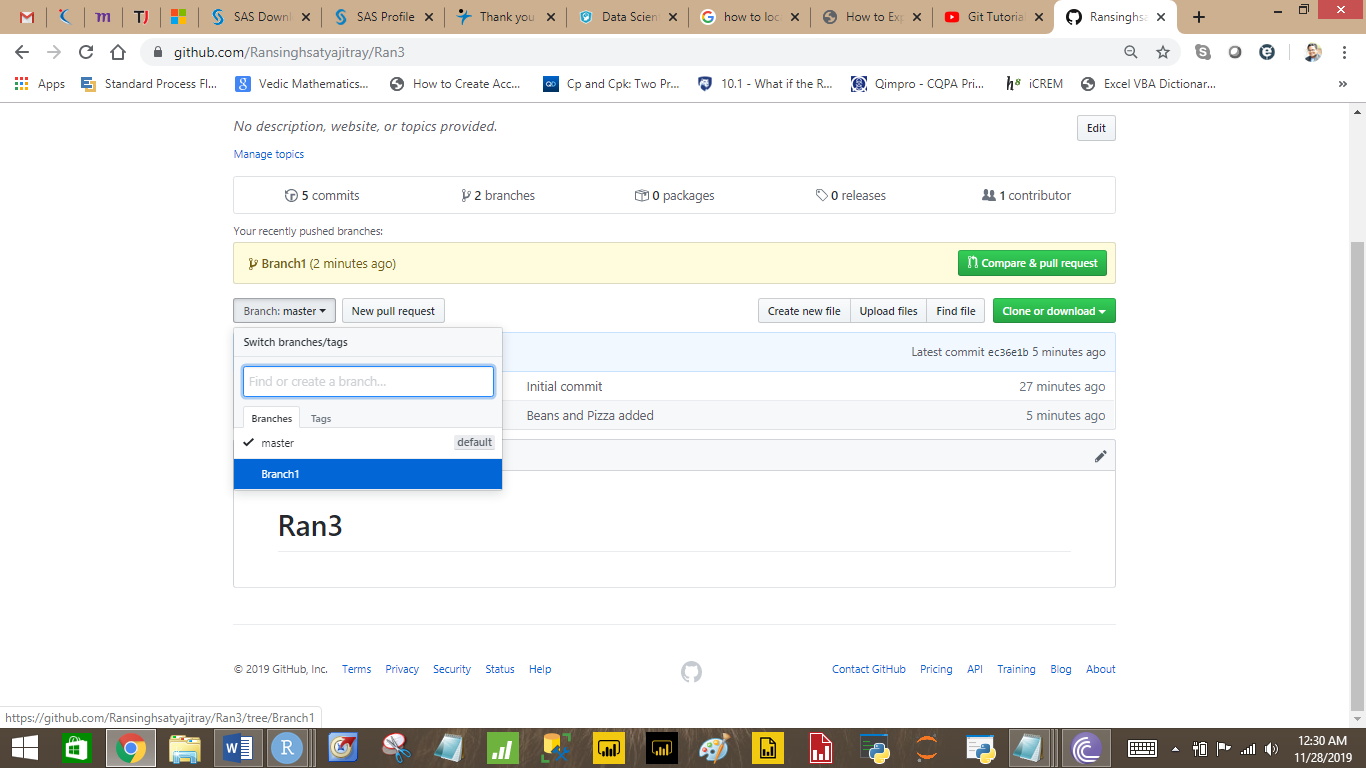 SAS Downl
SAS Profile
Thank you
Data Scien
how to loc
How to Exp
Git Tutoria
Ransinghsa
github.com/Ransinghsatyajitray/Ran3
Apps
Standard Process Fl...
Vedic Mathematics...
How to Create Acc...
Cp and Cpk: Two Pr...
10.1 - What if the R...
Qimpro - CQPA Pri...
iCREM
Excel VBA Dictionar...
»
No description, website, or topics provided.
Edit
Manage topics
5 commits
2 branches
0 packages
0 releases
1 contributor
Your recently pushed branches:
Branch1 (2 minutes ago)
Compare & pull request
Branch: master
New pull request
Create new file
Upload files
Find file
Clone or download
Switch branches/tags
Latest commit ec36e1b 5 minutes ago
Find or create a branch...
Initial commit
27 minutes ago
Branches
Tags
Beans and Pizza added
5 minutes ago
master
default
Branch1
Ran3
© 2019 GitHub, Inc.
Terms
Privacy
Security
Status
Help
Contact GitHub
Pricing
API
Training
Blog
About
https://github.com/Ransinghsatyajitray/Ran3/tree/Branch1
12:30 AM
11/28/2019